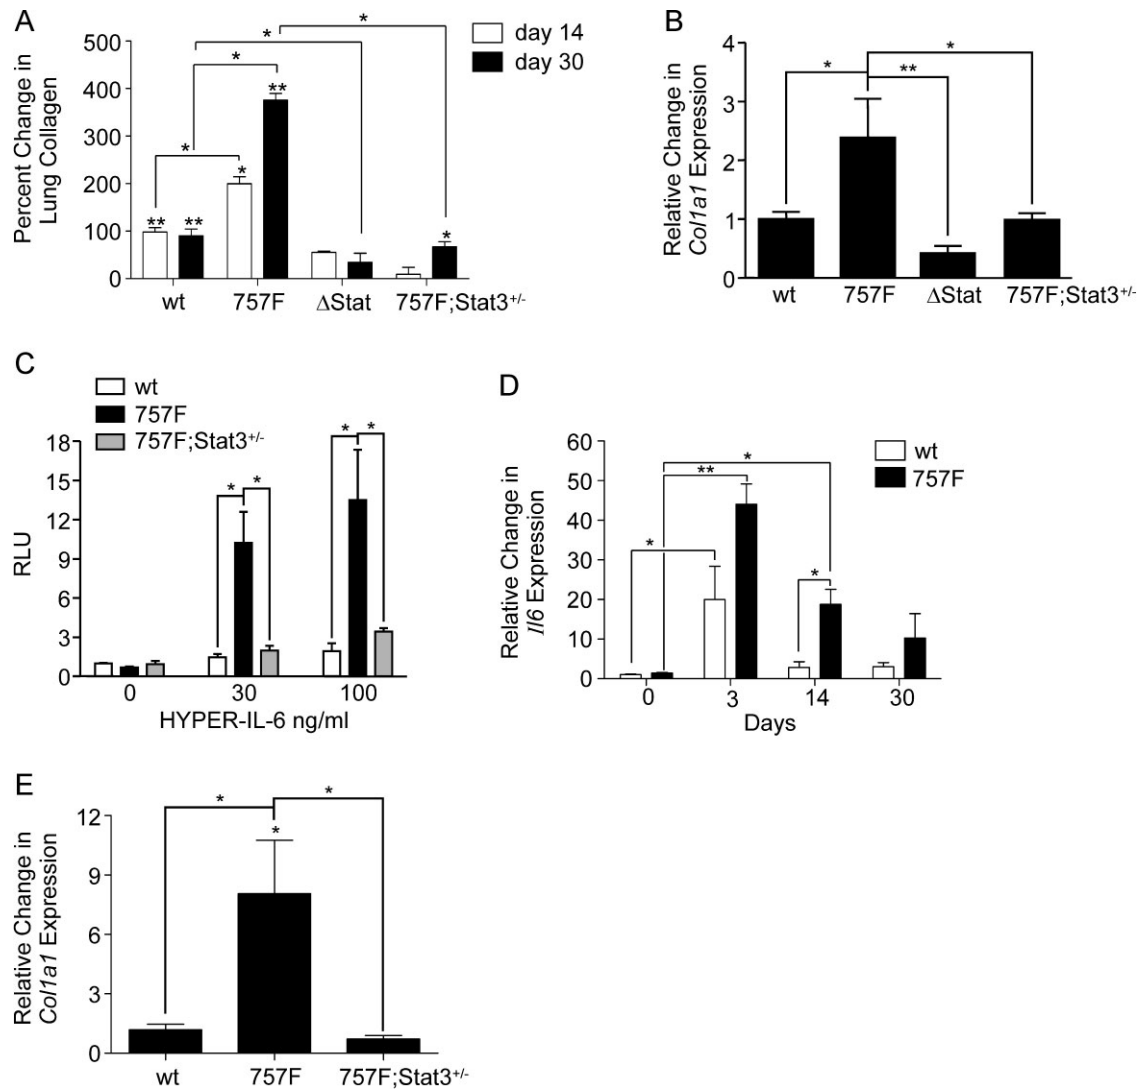 A
Percent Change in
Lung Collagen
500
400
300
200
100
0
day 14
day 30
*
*
*
*
**
**
*
**
*
wt
757F
ΔStat
757F;Stat3+/-
B
Relative Change in
Col1a1 Expression
4
3
2
1
0
*
**
*
wt
757F
ΔStat
757F;Stat3+/-
C
wt
757F
757F;Stat3+/-
RLU
18
15
12
9
6
3
0
*
*
*
*
0
30
100
HYPER-IL-6 ng/ml
D
Relative Change in
Il6 Expression
60
50
40
30
20
10
0
wt
757F
*
**
*
*
0
3
14
30
Days
E
Relative Change in
Col1a1 Expression
12
9
6
3
0
*
*
*
wt
757F
757F;Stat3+/-